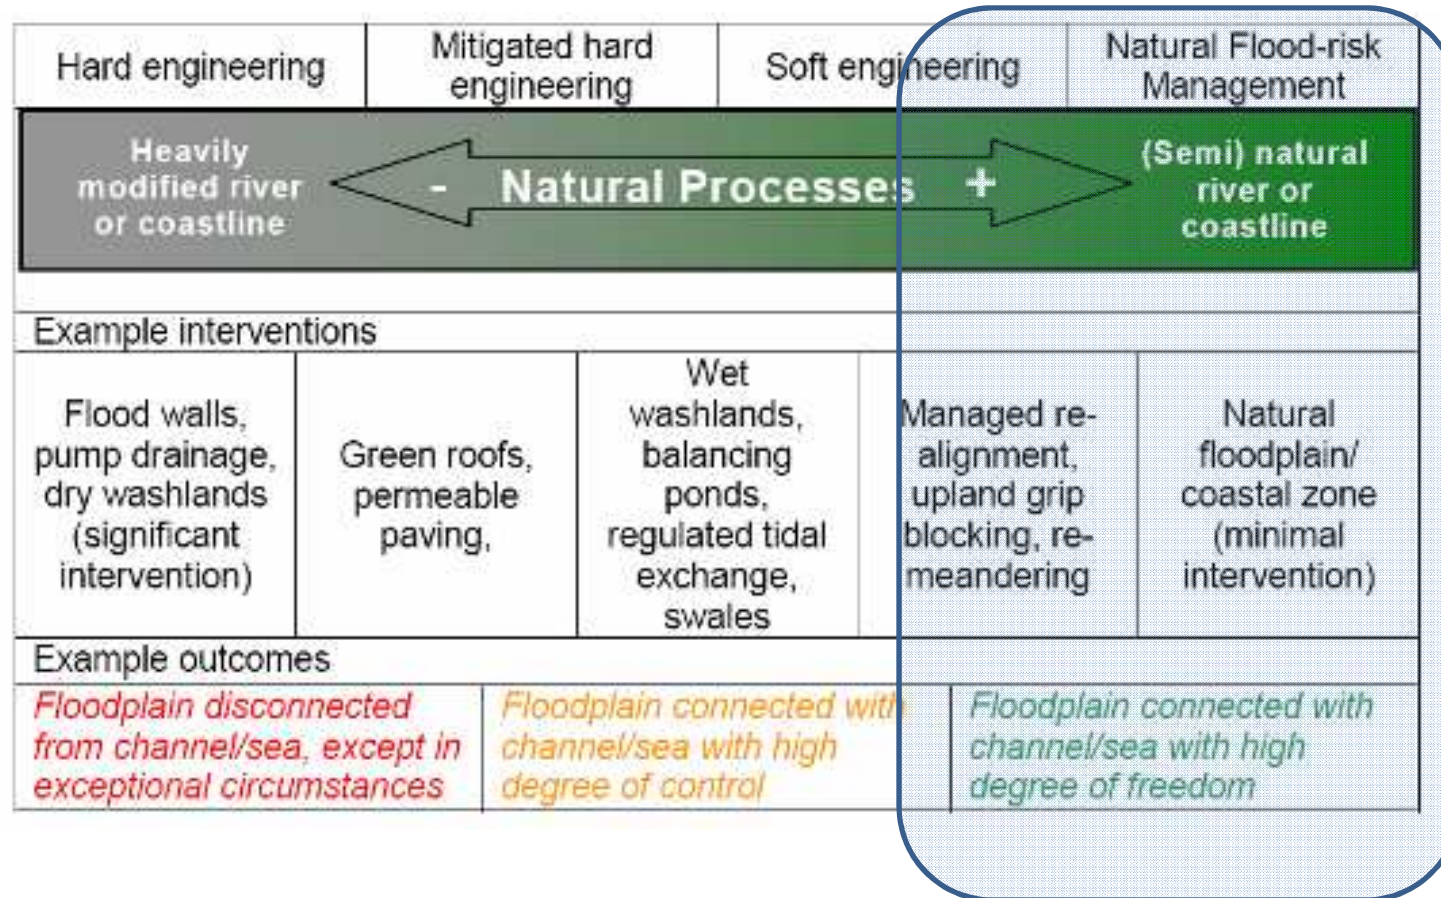 Hard engineering
Mitigated hard
engineering
Soft engineering
Natural Flood-risk
Management
Heavily
modified river
or coastline
- Natural Processes +
(Semi) natural
river or
coastline
Example interventions
Flood walls,
pump drainage,
dry washlands
(significant
intervention)
Green roofs,
permeable
paving,
Wet
washlands,
balancing
ponds,
regulated tidal
exchange,
swales
Managed re-
alignment,
upland grip
blocking, re-
meandering
Natural
floodplain/
coastal zone
(minimal
intervention)
Example outcomes
Floodplain disconnected
from channel/sea, except in
exceptional circumstances
Floodplain connected with
channel/sea with high
degree of control
Floodplain connected with
channel/sea with high
degree of freedom